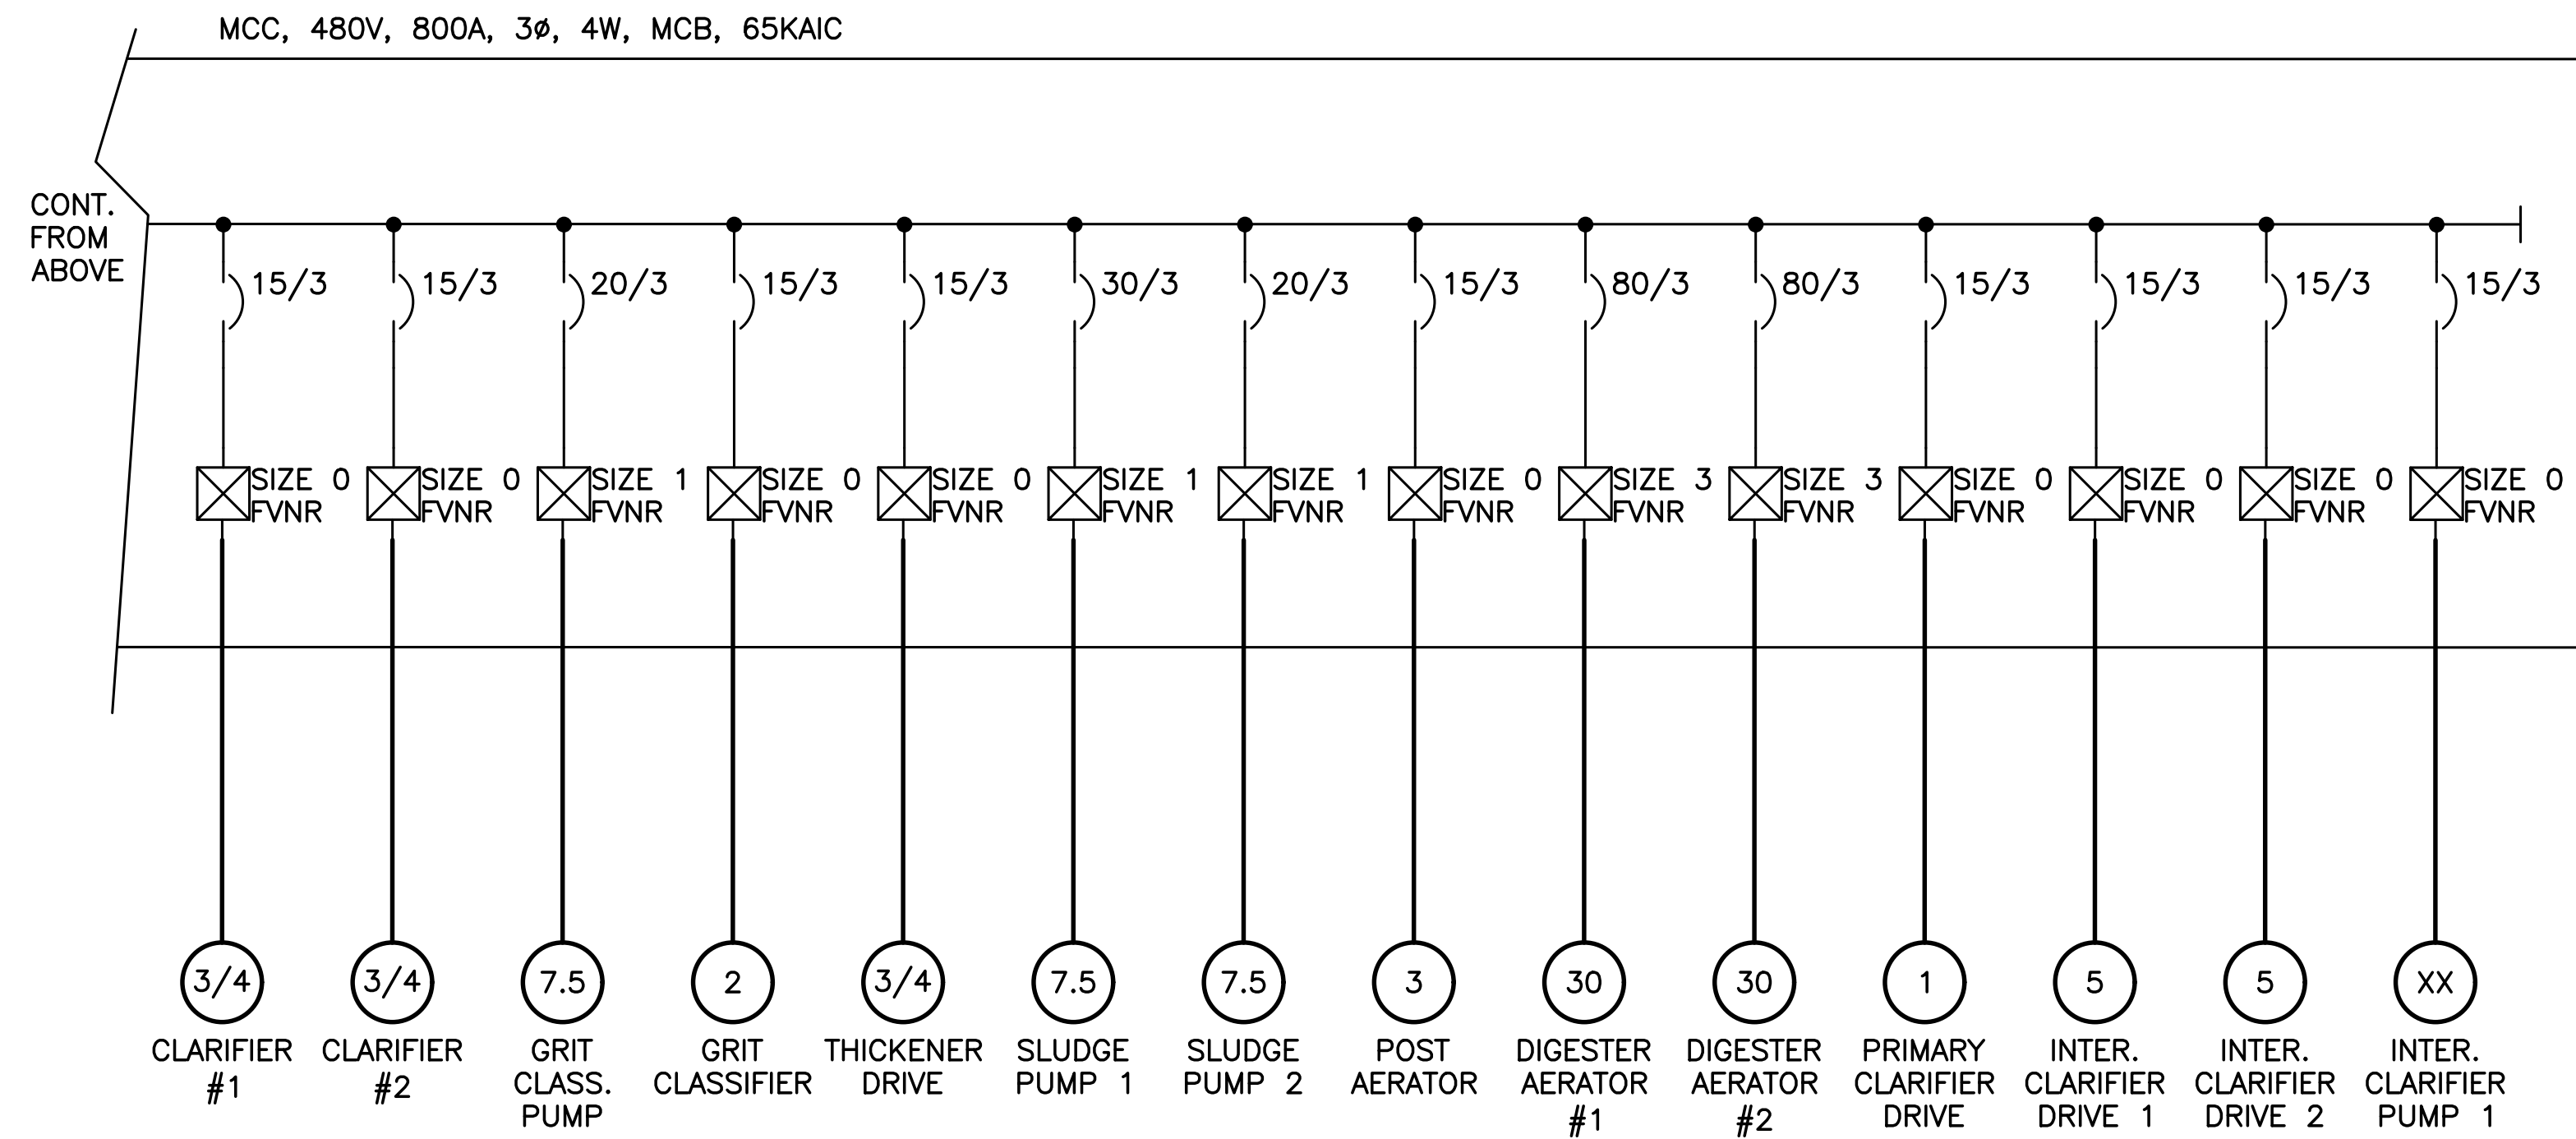 MCC, 480V, 800A, 3ø, 4W, MCB, 65KAIC
CONT.
FROM
ABOVE
15/3
15/3
20/3
15/3
15/3
30/3
20/3
15/3
80/3
80/3
15/3
15/3
15/3
15/3
SIZE 0
FVNR
SIZE 0
FVNR
SIZE 1
FVNR
SIZE 0
FVNR
SIZE 0
FVNR
SIZE 1
FVNR
SIZE 1
FVNR
SIZE 0
FVNR
SIZE 3
FVNR
SIZE 3
FVNR
SIZE 0
FVNR
SIZE 0
FVNR
SIZE 0
FVNR
SIZE 0
FVNR
3/4
3/4
7.5
2
3/4
7.5
7.5
3
30
30
1
5
5
XX
CLARIFIER
#1
CLARIFIER
#2
GRIT
CLASS.
PUMP
GRIT
CLASSIFIER
THICKENER
DRIVE
SLUDGE
PUMP 1
SLUDGE
PUMP 2
POST
AERATOR
DIGESTER
AERATOR
#1
DIGESTER
AERATOR
#2
PRIMARY
CLARIFIER
DRIVE
INTER.
CLARIFIER
DRIVE 1
INTER.
CLARIFIER
DRIVE 2
INTER.
CLARIFIER
PUMP 1